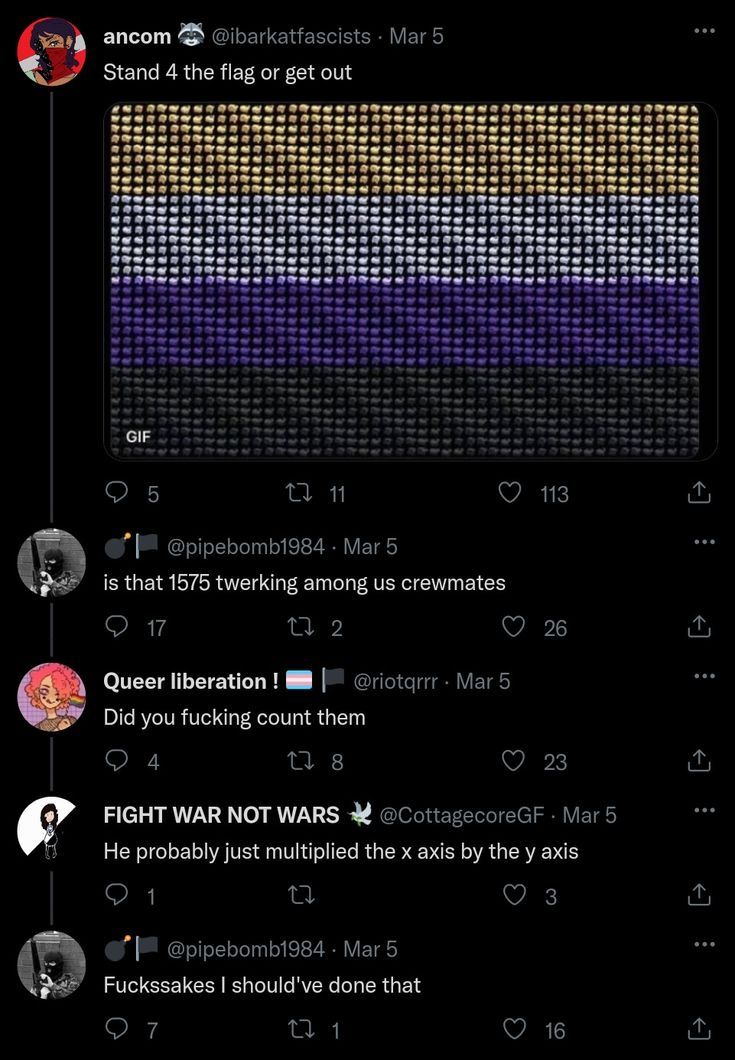 ancom 🦝 @ibarkatfascists · Mar 5
Stand 4 the flag or get out
GIF
5 11 113
💣🏴 @pipebomb1984 · Mar 5
is that 1575 twerking among us crewmates
17 2 26
Queer liberation ! 🏳️‍⚧️ 🏴 @riotqrrr · Mar 5
Did you fucking count them
4 8 23
FIGHT WAR NOT WARS 🕊️ @CottagecoreGF · Mar 5
He probably just multiplied the x axis by the y axis
1 3
💣🏴 @pipebomb1984 · Mar 5
Fuckssakes I should've done that
7 1 16